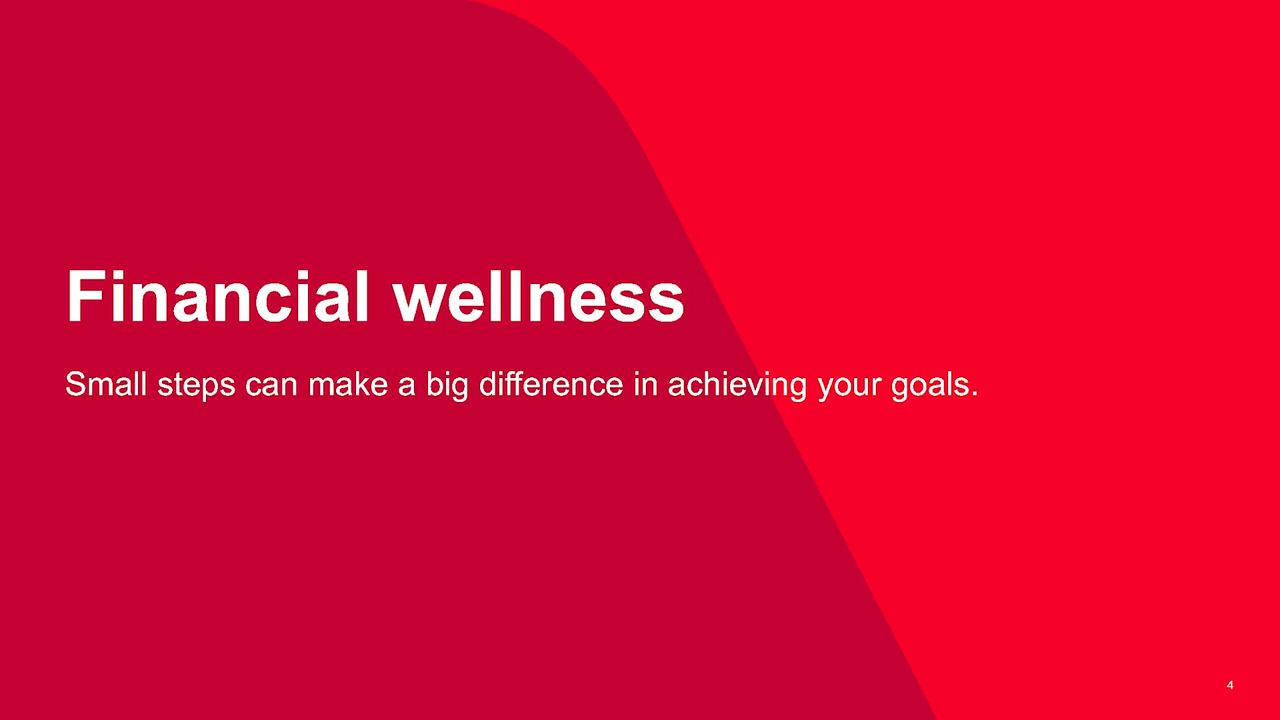 Financial wellness
Small steps can make a big difference in achieving your goals.
4